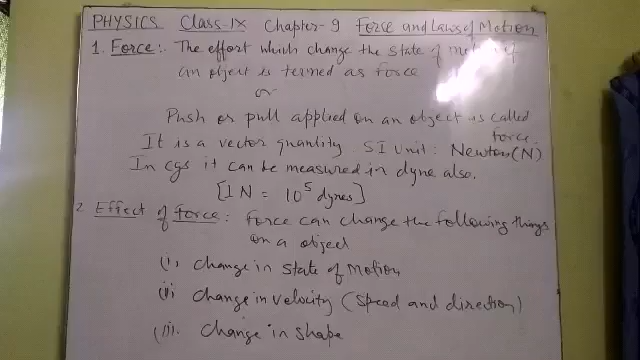 PHYSICS Class-IX Chapter-9 Force and Laws of Motion
1. Force:- The effort which change the state of motion of
an object is termed as Force
or
Push or pull applied on an object is called
force.
It is a vector quantity. SI Unit: Newton (N)
In cgs it can be measured in dyne also.
[1 N = 10⁵ dynes]
2. Effect of Force: Force can change the following things
on a object
(i) Change in state of Motion
(ii) Change in velocity (Speed and direction)
(iii). Change in shape